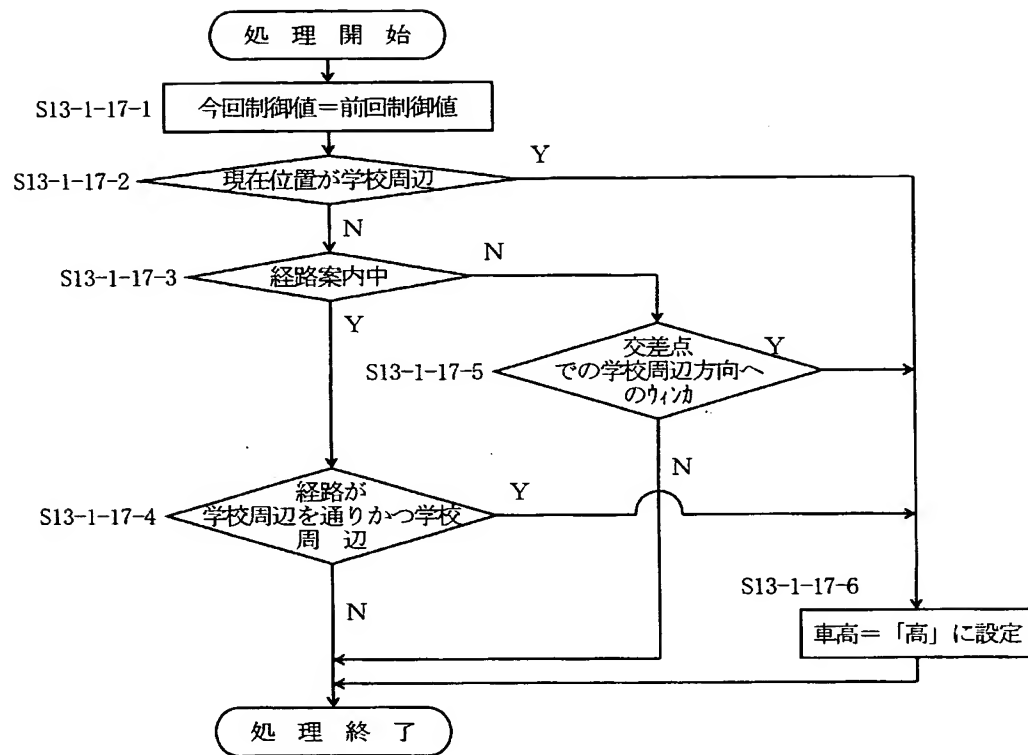 処理開始
S13-1-17-1
今回制御値＝前回制御値
Y
S13-1-17-2
現在位置が学校周辺
N
N
S13-1-17-3
経路案内中
Y
交差点
Y
での学校周辺方向へ
S13-1-17-5
のウィンカ
N
経路が
Y
学校周辺を通りかつ学校
S13-1-17-4
周辺
S13-1-17-6
N
車高＝「高」に設定
処理終了